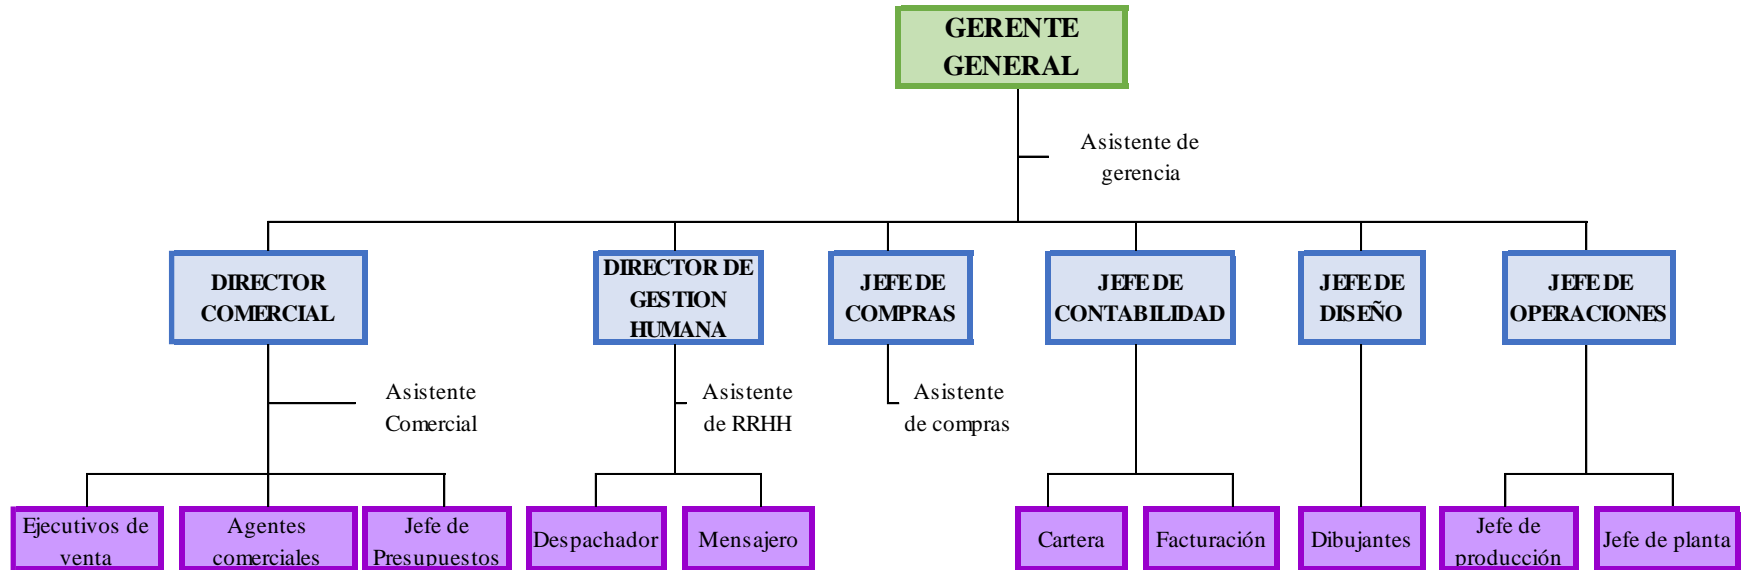 GERENTE
GENERAL
Asistente de
gerencia
DIRECTOR
COMERCIAL
DIRECTOR DE
GESTION
HUMANA
JEFE DE
COMPRAS
JEFE DE
CONTABILIDAD
JEFE DE
DISEÑO
JEFE DE
OPERACIONES
Asistente
Comercial
Asistente
de RRHH
Asistente
de compras
Ejecutivos de
venta
Agentes
comerciales
Jefe de
Presupuestos
Despachador
Mensajero
Cartera
Facturación
Dibujantes
Jefe de
producción
Jefe de planta